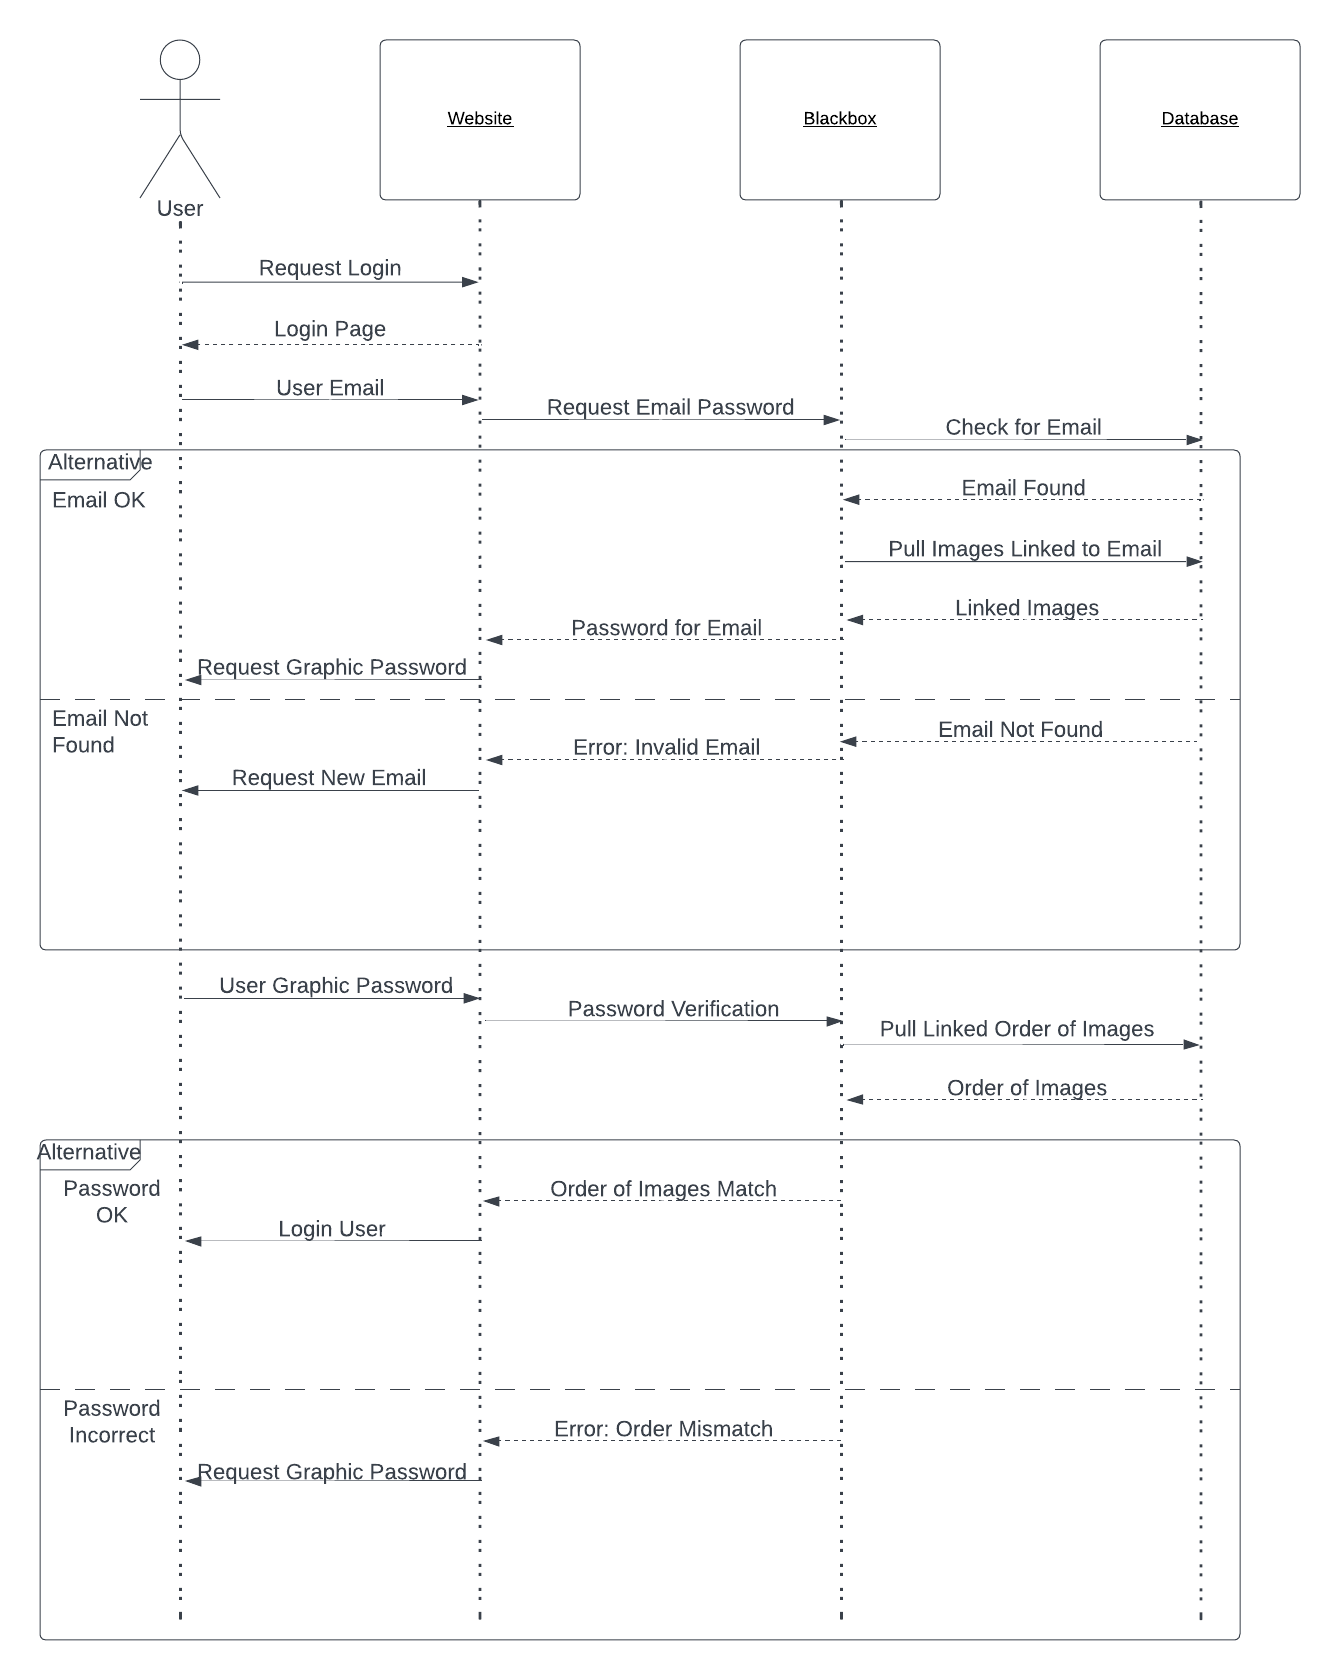 User
Website
Blackbox
Database
Request Login
Login Page
User Email
Request Email Password
Check for Email
Alternative
Email OK
Email Found
Pull Images Linked to Email
Linked Images
Password for Email
Request Graphic Password
Email Not
Found
Email Not Found
Error: Invalid Email
Request New Email
User Graphic Password
Password Verification
Pull Linked Order of Images
Order of Images
Alternative
Password
OK
Order of Images Match
Login User
Password
Incorrect
Error: Order Mismatch
Request Graphic Password